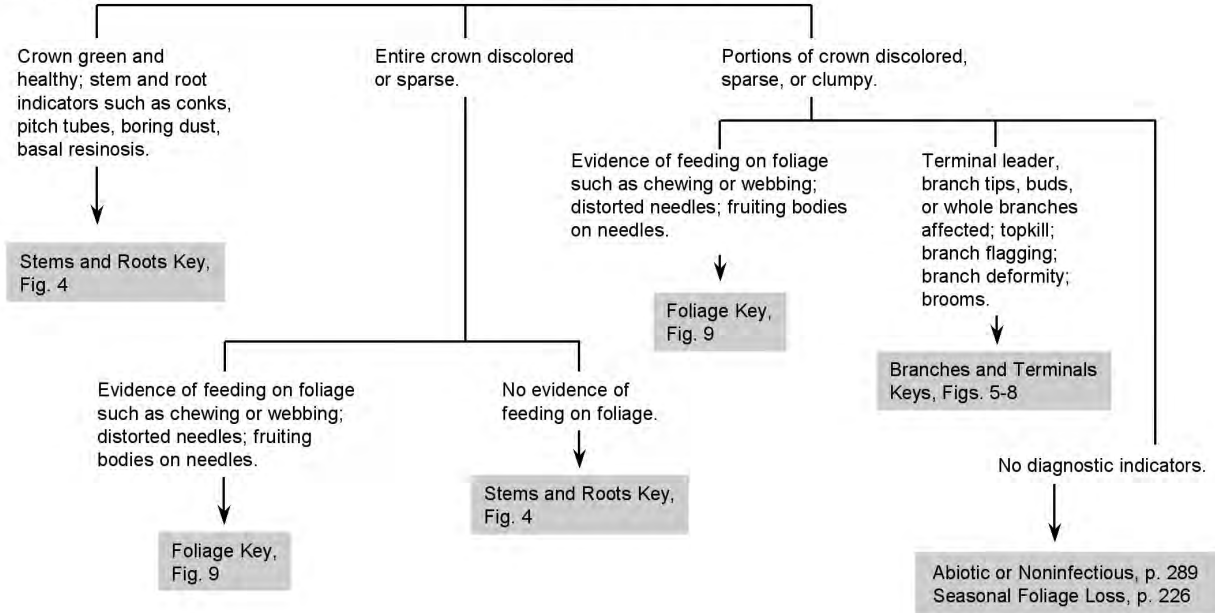 Crown green and
healthy; stem and root
indicators such as conks,
pitch tubes, boring dust,
basal resinosis.
Stems and Roots Key,
Fig. 4
Entire crown discolored
or sparse.
Evidence of feeding on foliage
such as chewing or webbing;
distorted needles; fruiting
bodies on needles.
Foliage Key,
Fig. 9
No evidence of
feeding on foliage.
Stems and Roots Key,
Fig. 4
Portions of crown discolored,
sparse, or clumpy.
Evidence of feeding on foliage
such as chewing or webbing;
distorted needles; fruiting bodies
on needles.
Foliage Key,
Fig. 9
Terminal leader,
branch tips, buds,
or whole branches
affected; topkill;
branch flagging;
branch deformity;
brooms.
Branches and Terminals
Keys, Figs. 5-8
No diagnostic indicators.
Abiotic or Noninfectious, p. 289
Seasonal Foliage Loss, p. 226